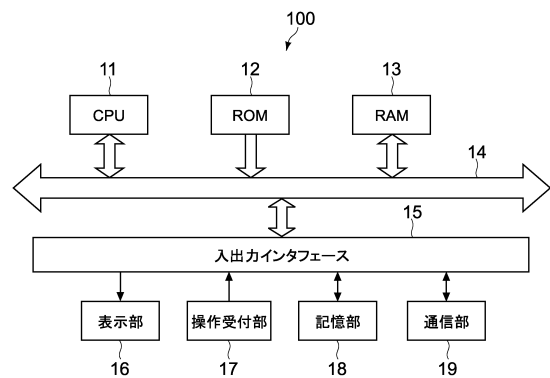 100
11
12
13
CPU
ROM
RAM
14
15
入出力インタフェース
表示部
操作受付部
記憶部
通信部
16
17
18
19